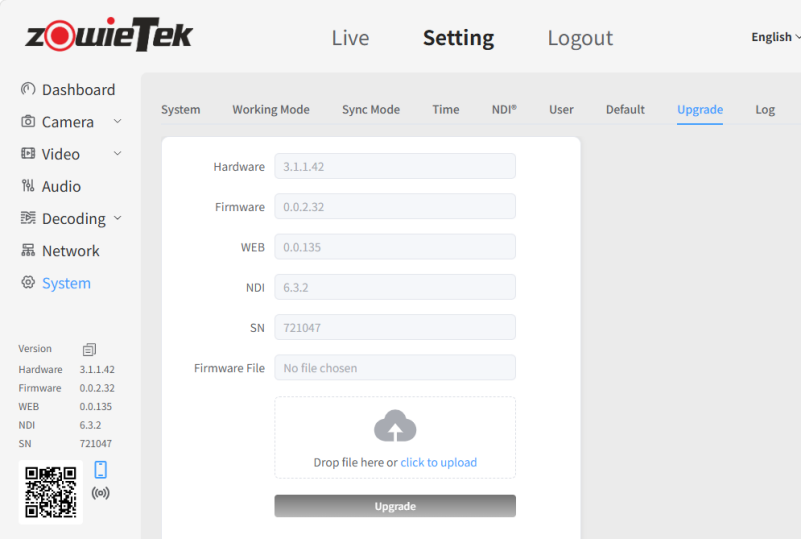 zowieTek
Live Setting Logout English
Dashboard
Camera
Video
Audio
Decoding
Network
System
Version
Hardware 3.1.1.42
Firmware 0.0.2.32
WEB 0.0.135
NDI 6.3.2
SN 721047
System Working Mode Sync Mode Time NDI® User Default Upgrade Log
Hardware 3.1.1.42
Firmware 0.0.2.32
WEB 0.0.135
NDI 6.3.2
SN 721047
Firmware File No file chosen
Drop file here or click to upload
Upgrade